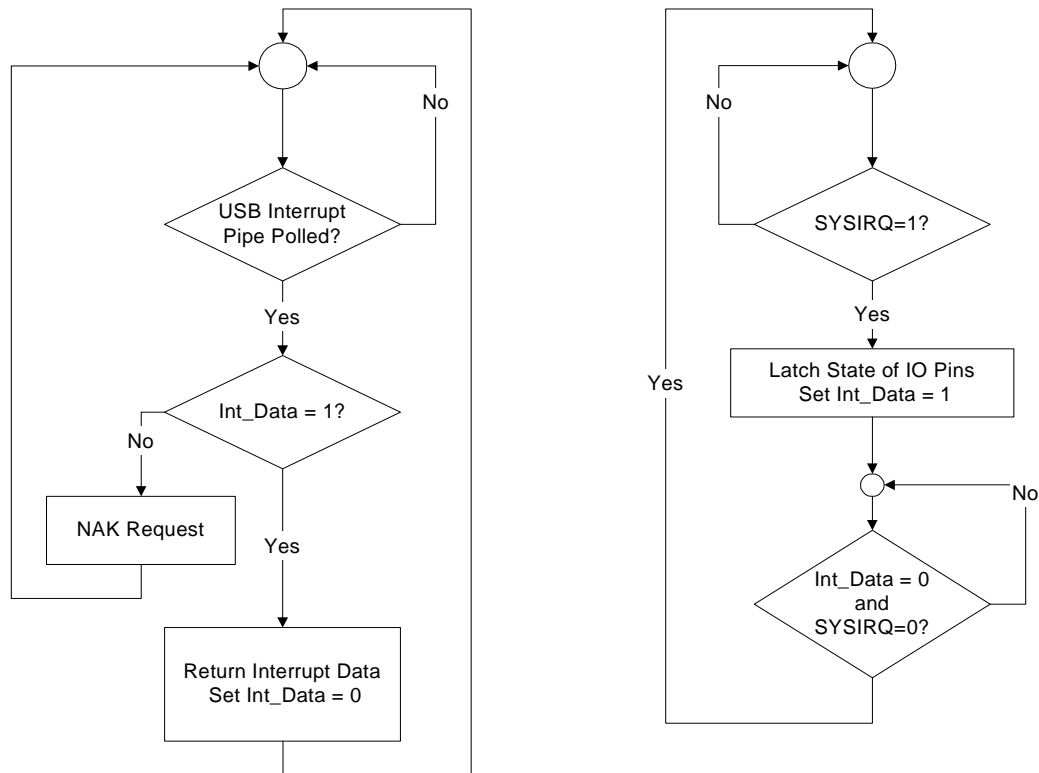 No
USB Interrupt
Pipe Polled?
Yes
Int_Data = 1?
No
NAK Request
Yes
Return Interrupt Data
Set Int_Data = 0
No
SYSIRQ=1?
Yes
Latch State of IO Pins
Set Int_Data = 1
Yes
No
Int_Data = 0
and
SYSIRQ=0?